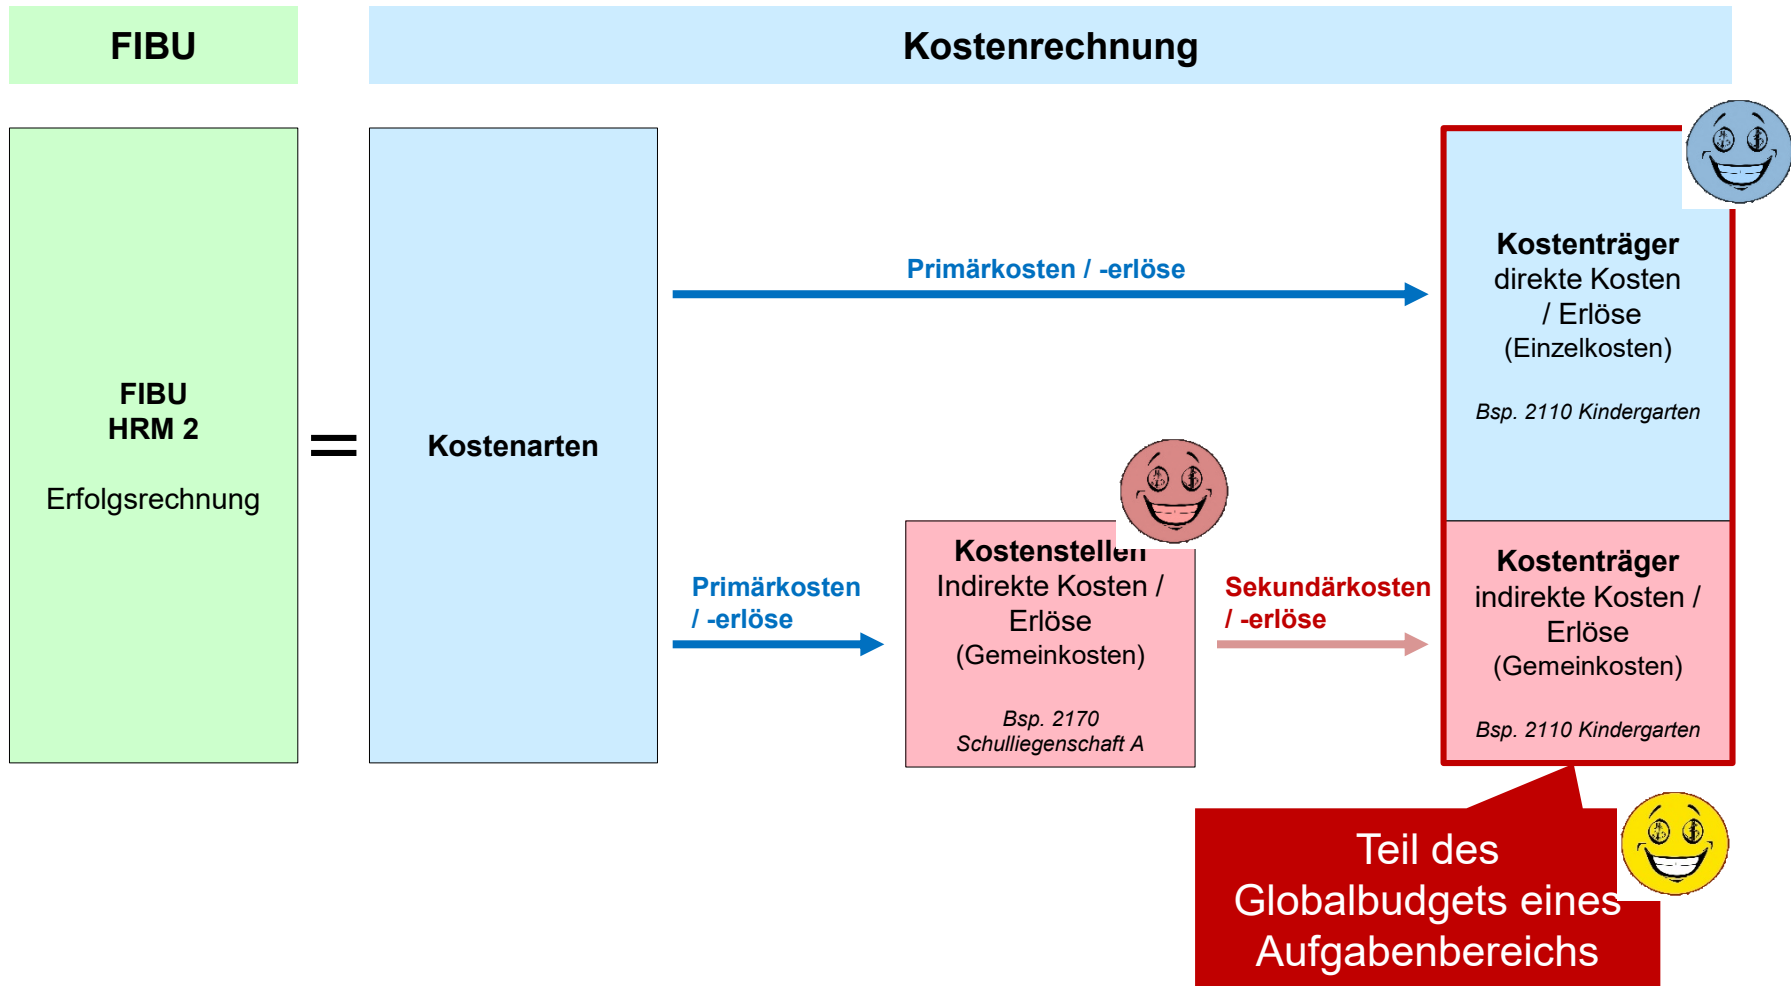 FIBU
Kostenrechnung
FIBU
HRM 2
Erfolgsrechnung
=
Kostenarten
Primärkosten / -erlöse
Primärkosten
/ -erlöse
Kostenstellen
Indirekte Kosten /
Erlöse
(Gemeinkosten)
Bsp. 2170
Schulliegenschaft A
Sekundärkosten
/ -erlöse
Kostenträger
direkte Kosten
/ Erlöse
(Einzelkosten)
Bsp. 2110 Kindergarten
Kostenträger
indirekte Kosten /
Erlöse
(Gemeinkosten)
Bsp. 2110 Kindergarten
Teil des
Globalbudgets eines
Aufgabenbereichs